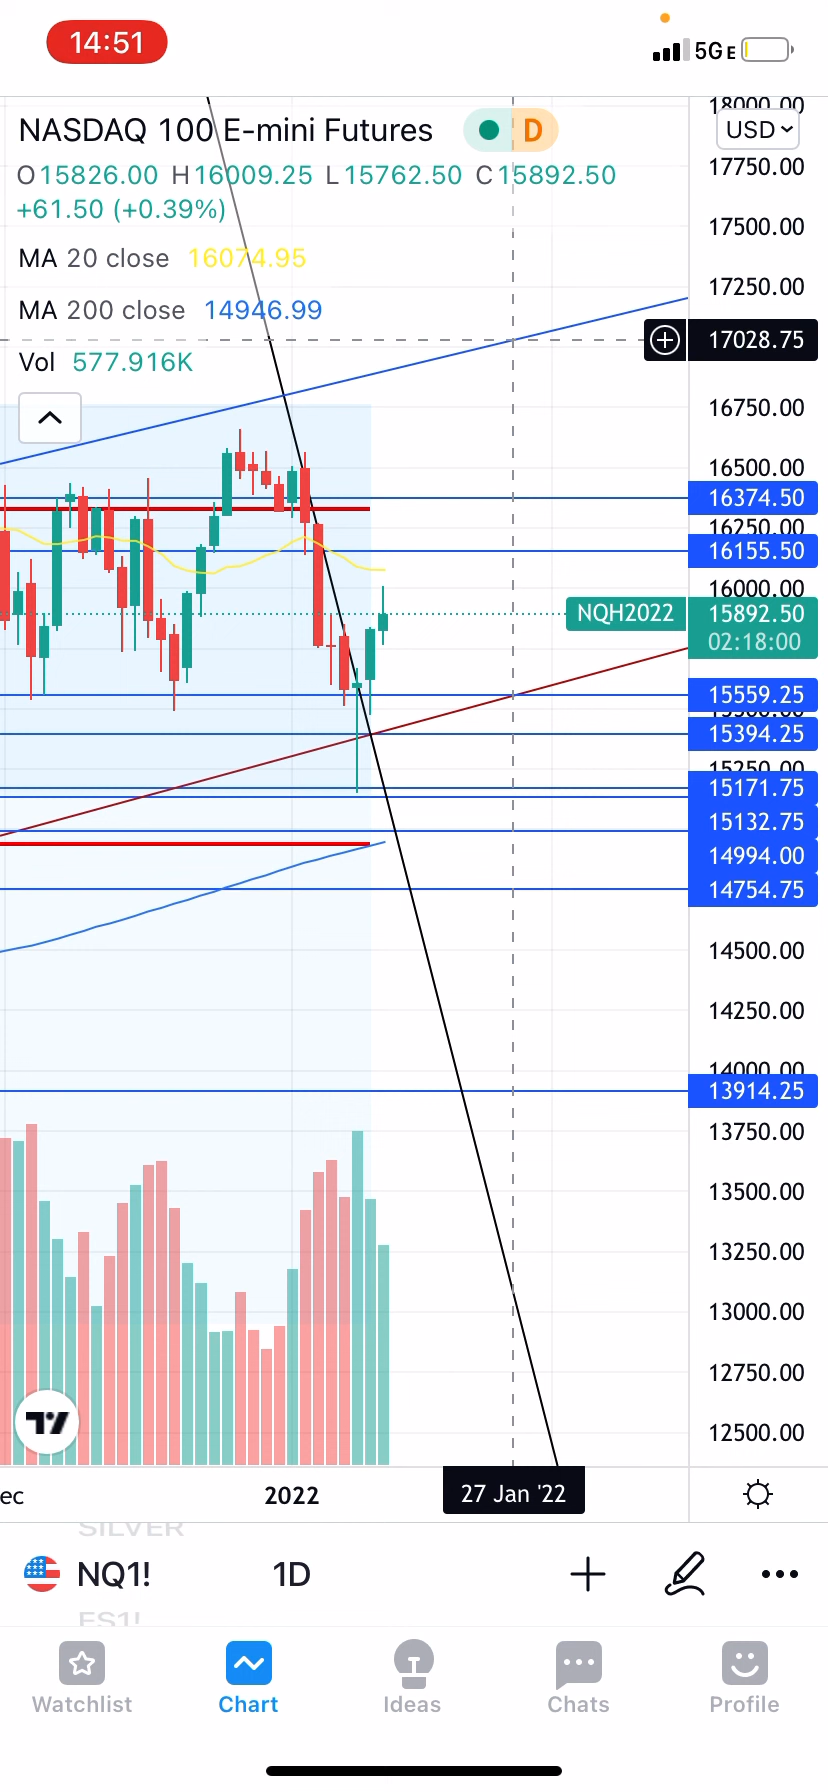 14:51
5GE
NASDAQ 100 E-mini Futures
D
O15826.00 H16009.25 L15762.50 C15892.50
+61.50 (+0.39%)
MA 20 close 16074.95
MA 200 close 14946.99
Vol 577.916K
18000.00
USD
17750.00
17500.00
17250.00
17028.75
16750.00
16500.00
16374.50
16250.00
16155.50
16000.00
NQH2022 15892.50
02:18:00
15559.25
15394.25
15250.00
15171.75
15132.75
14994.00
14754.75
14500.00
14250.00
14000.00
13914.25
13750.00
13500.00
13250.00
13000.00
12750.00
12500.00
ec 2022 27 Jan '22
SILVER
NQ1! 1D
ES1!
Watchlist Chart Ideas Chats Profile